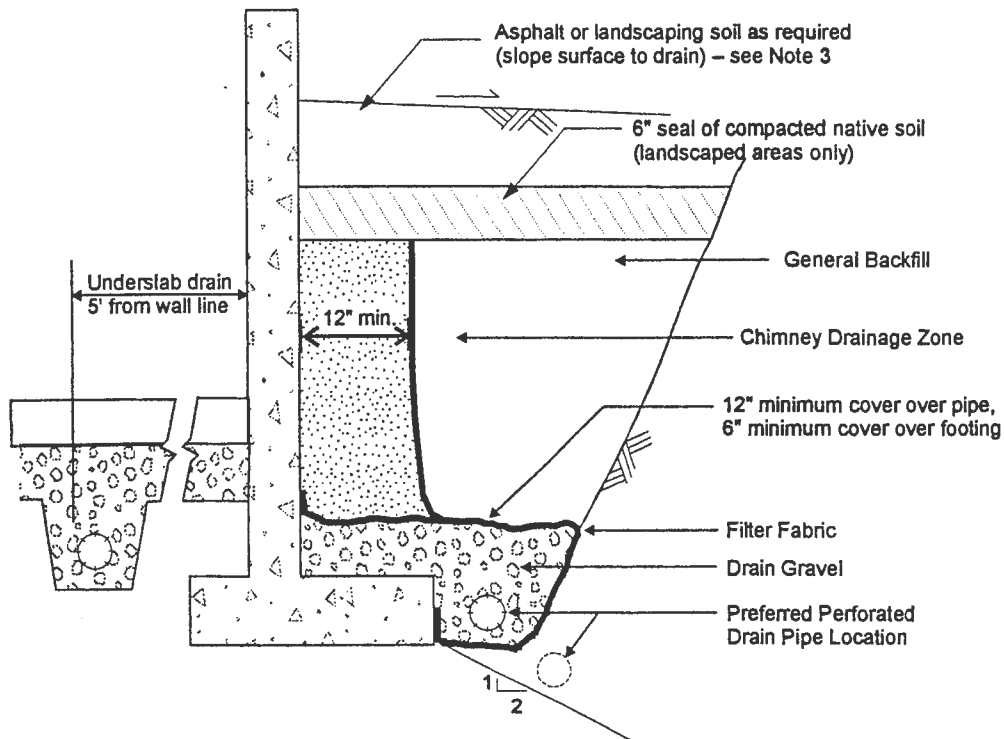 Asphalt or landscaping soil as required
(slope surface to drain) – see Note 3
6" seal of compacted native soil
(landscaped areas only)
General Backfill
Underslab drain
5' from wall line
12" min.
Chimney Drainage Zone
12" minimum cover over pipe,
6" minimum cover over footing
Filter Fabric
Drain Gravel
Preferred Perforated
Drain Pipe Location
1
2